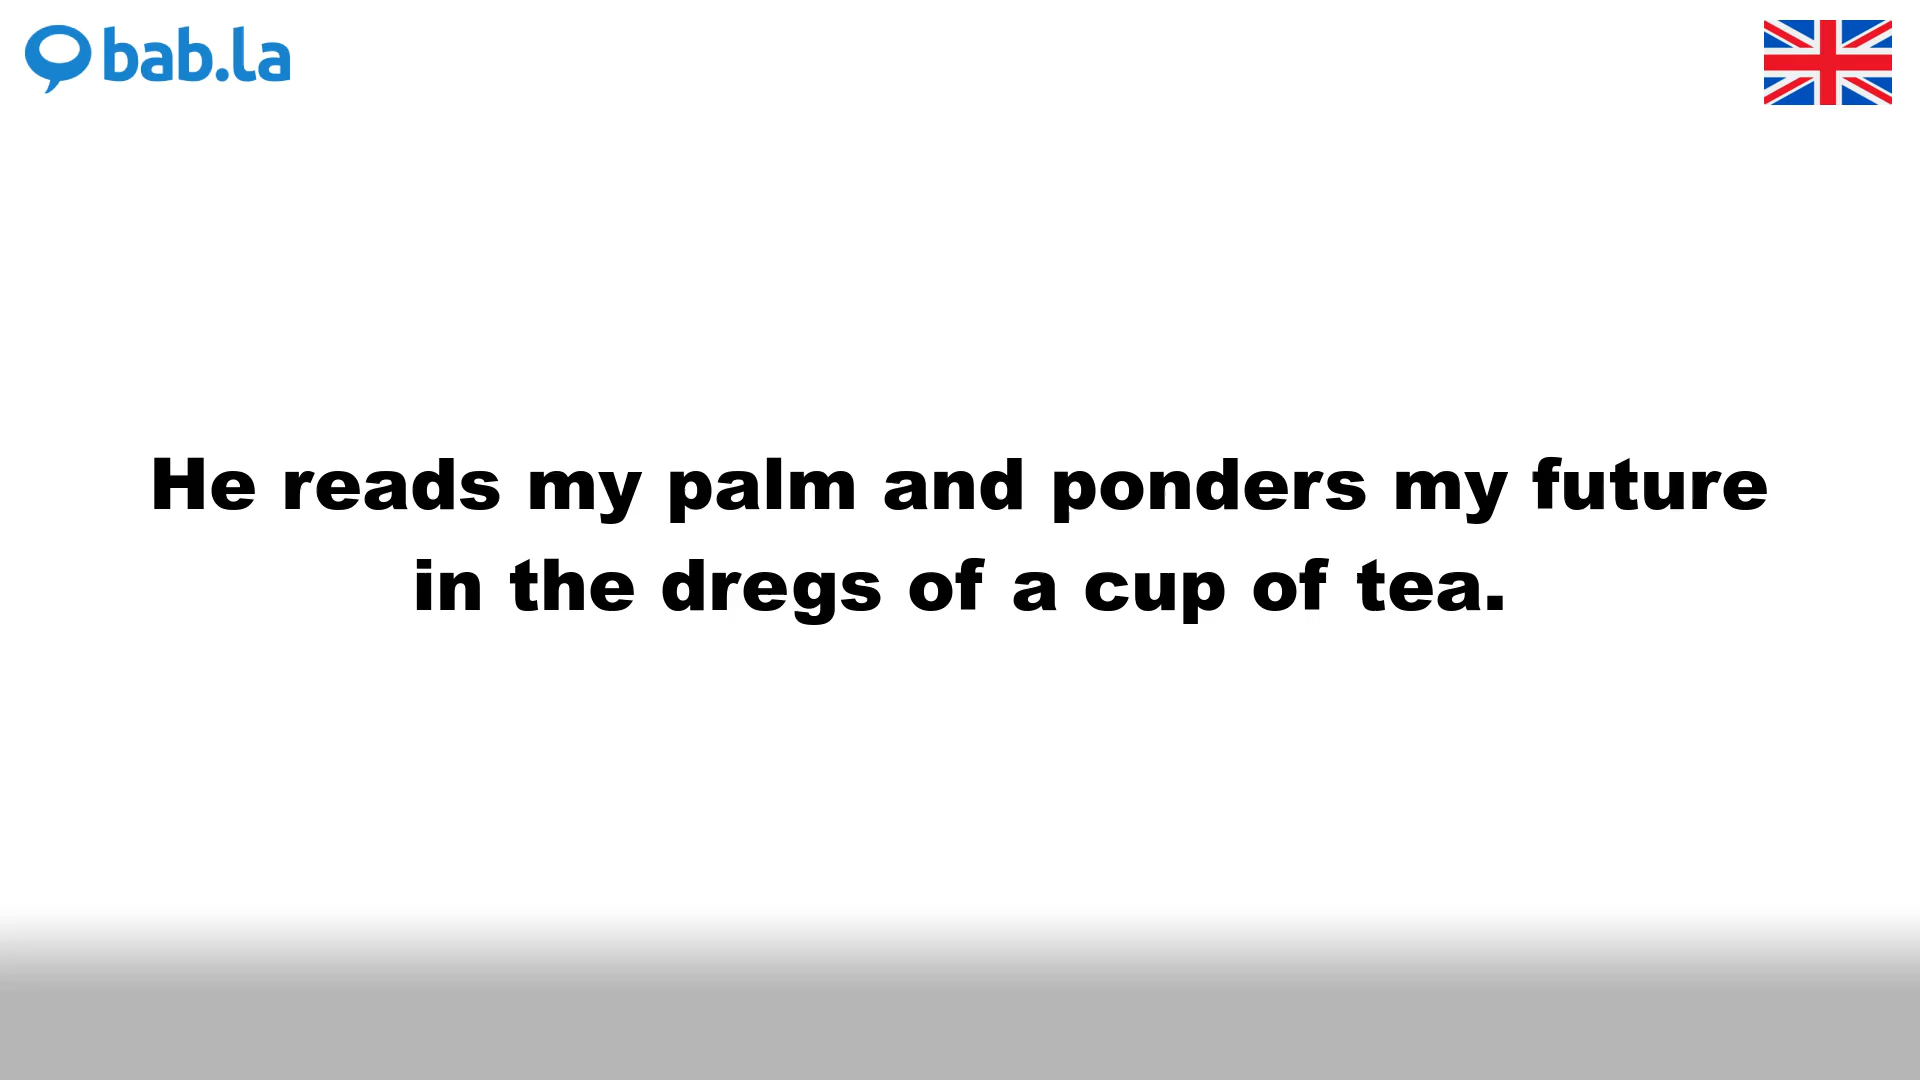 bab.la
He reads my palm and ponders my future
in the dregs of a cup of tea.